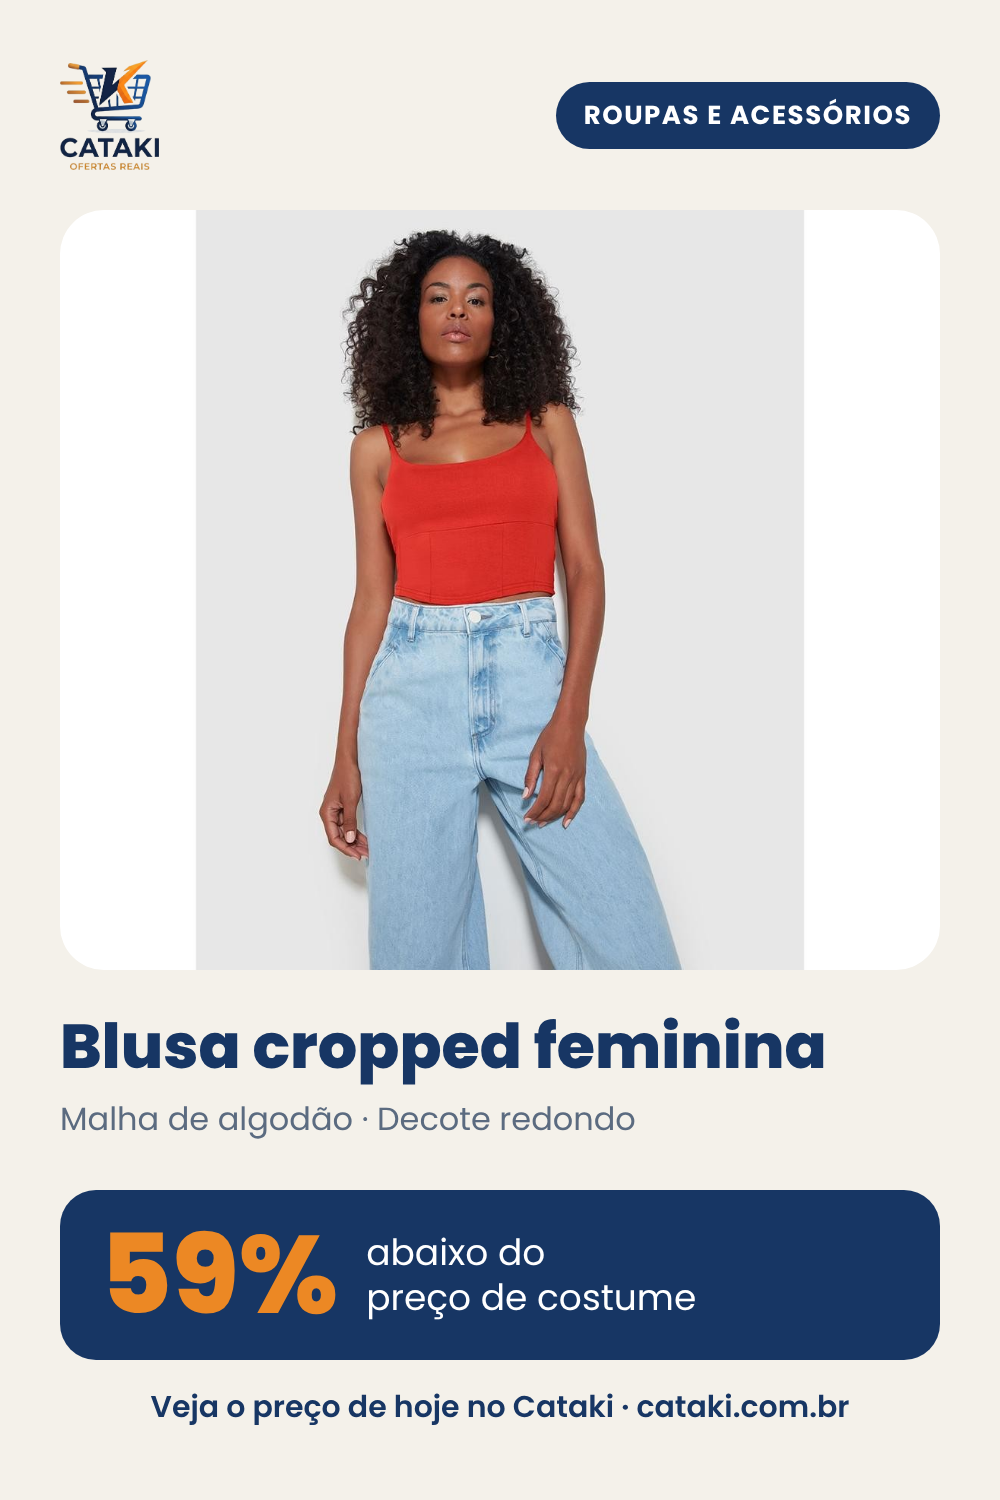 CATAKI
OFERTAS REAIS
ROUPAS E ACESSÓRIOS
Blusa cropped feminina
Malha de algodão · Decote redondo
59%
abaixo do
preço de costume
Veja o preço de hoje no Cataki · cataki.com.br